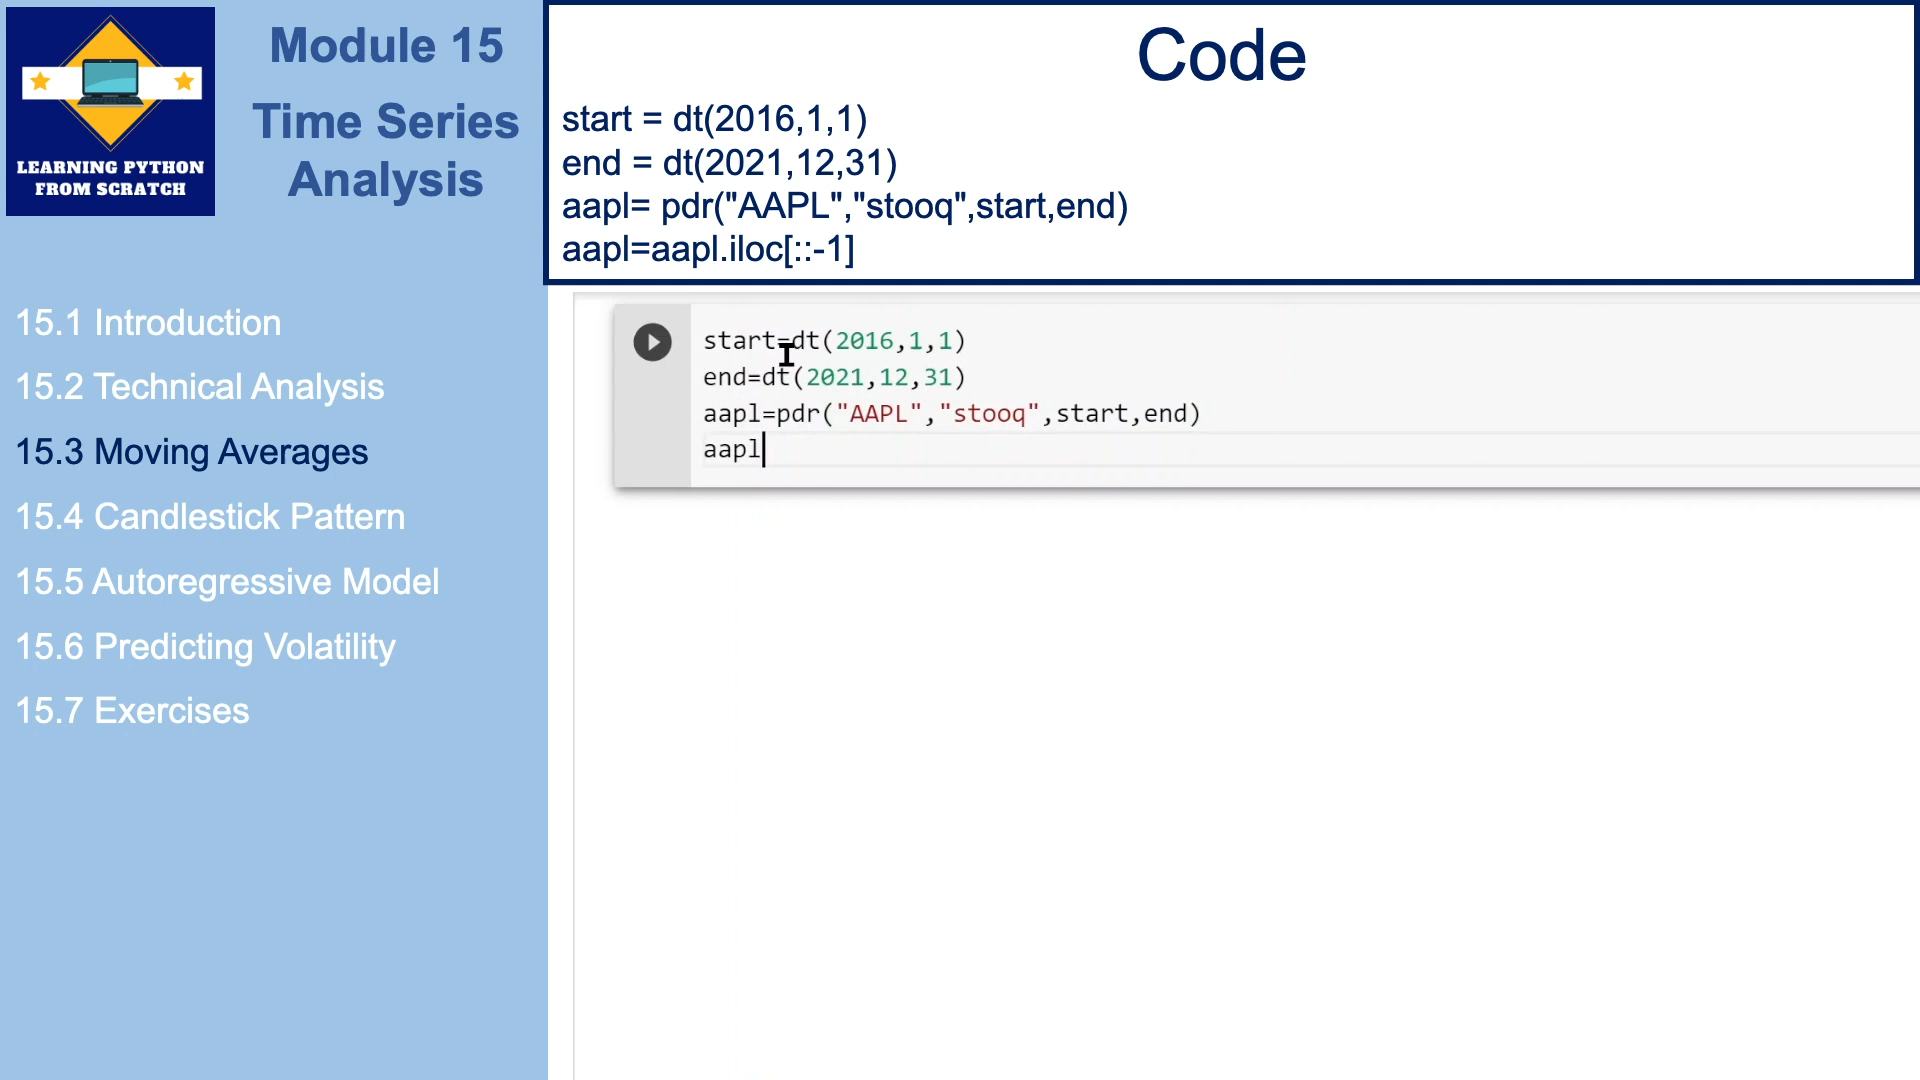 LEARNING PYTHON
FROM SCRATCH
Module 15
Time Series
Analysis
15.1 Introduction
15.2 Technical Analysis
15.3 Moving Averages
15.4 Candlestick Pattern
15.5 Autoregressive Model
15.6 Predicting Volatility
15.7 Exercises
Code
start = dt(2016,1,1)
end = dt(2021,12,31)
aapl= pdr("AAPL","stooq",start,end)
aapl=aapl.iloc[::-1]
start=dt(2016,1,1)
end=dt(2021,12,31)
aapl=pdr("AAPL","stooq",start,end)
aapl